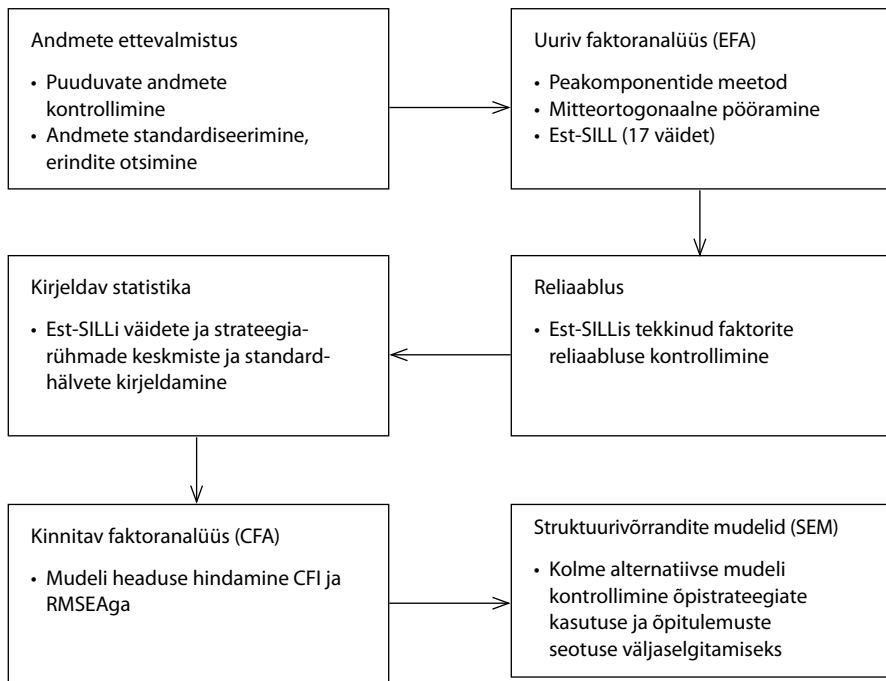 Andmete ettevalmistus
• Puuduvate andmete
kontrollimine
• Andmete standardiseerimine,
erindite otsimine
Uuriv faktoranalüüs (EFA)
• Peakomponentide meetod
• Mitteortogonaalne pööramine
• Est-SILL (17 väidet)
Reliaablus
• Est-SILLis tekkinud faktorite
reliaabluse kontrollimine
Kirjeldav statistika
• Est-SILLi väidete ja strateegia-
rühmade keskmiste ja standard-
hälvete kirjeldamine
Kinnitav faktoranalüüs (CFA)
• Mudeli headuse hindamine CFI ja
RMSEAga
Struktuurivõrrandite mudelid (SEM)
• Kolme alternatiivse mudeli
kontrollimine õpistrateegiate
kasutuse ja õpitulemuste
seotuse väljaselgitamiseks